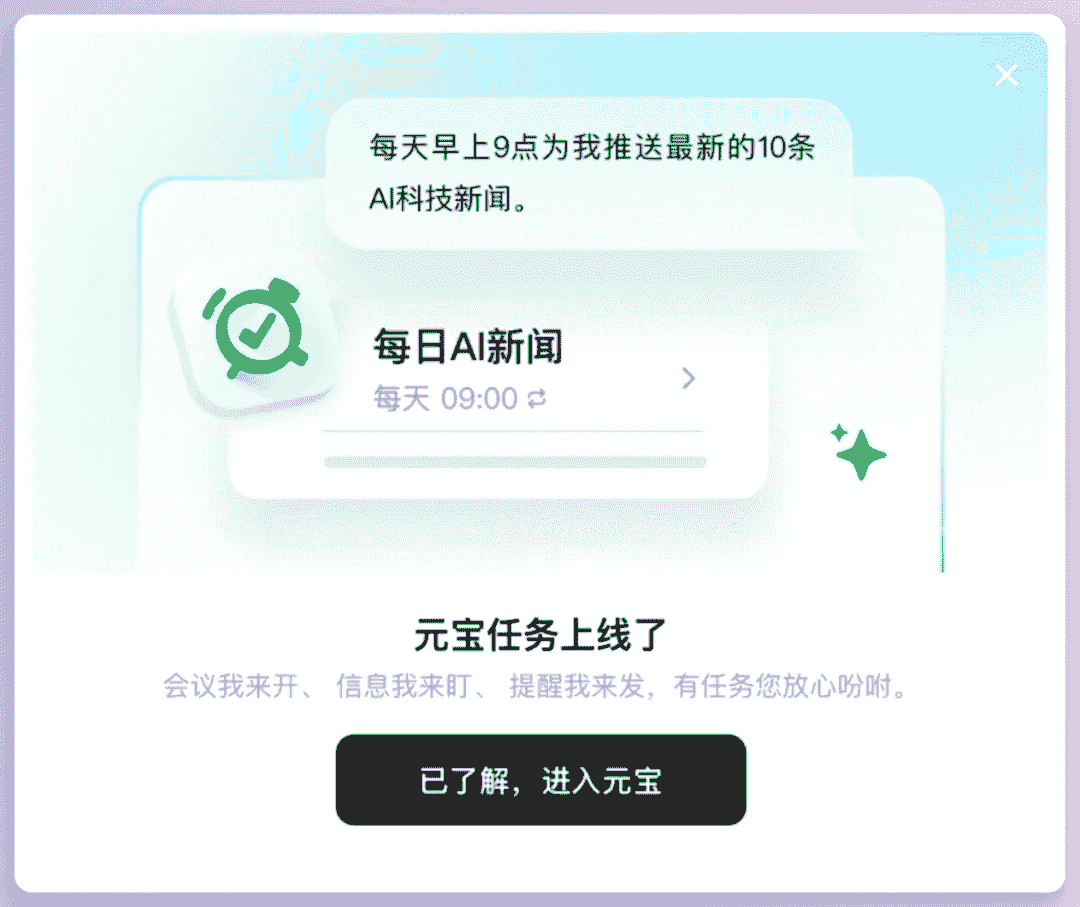 每天早上9点为我推送最新的10条
AI科技新闻。
每日AI新闻
每天 09:00
元宝任务上线了
会议我来开、信息我来盯、提醒我来发，有任务您放心吩咐。
已了解，进入元宝